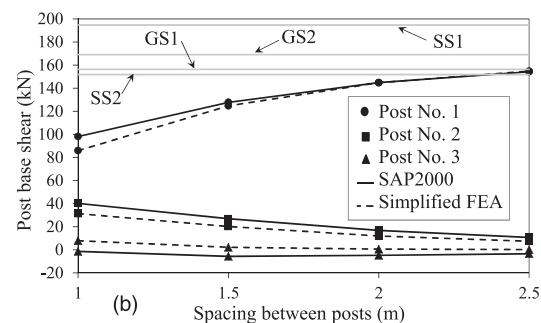 200
180
160
140
120
100
80
60
40
20
0
-20
Post base shear (kN)
GS1
GS2
SS1
SS2
Post No. 1
Post No. 2
Post No. 3
SAP2000
Simplified FEA
(b)
1
1.5
2
2.5
Spacing between posts (m)